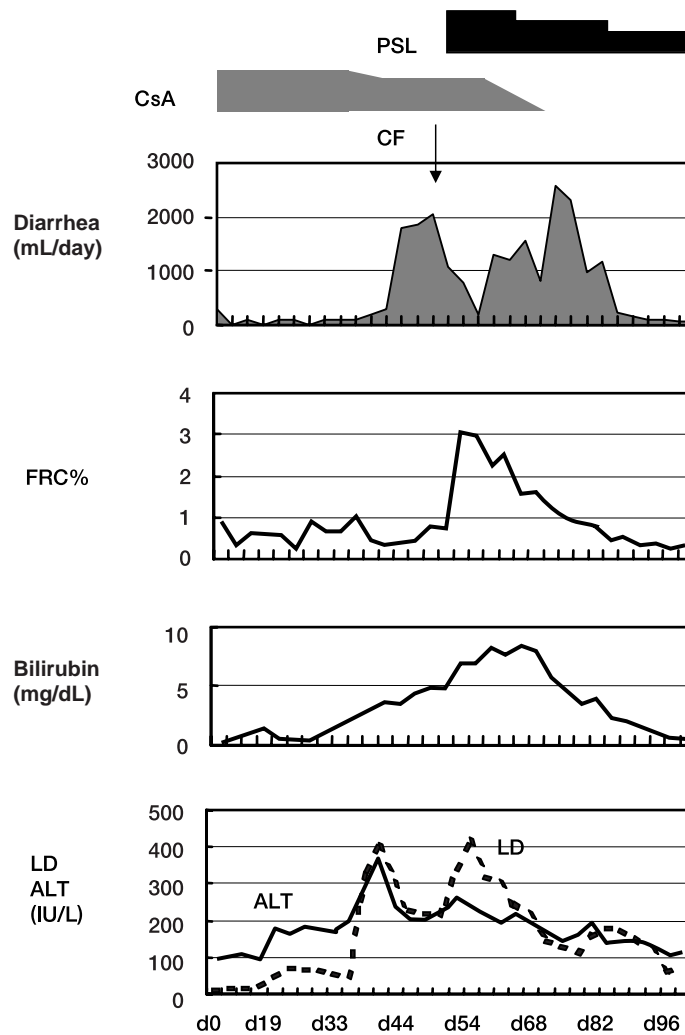 PSL
CsA
CF
Diarrhea
(mL/day)
3000
2000
1000
0
FRC%
4
3
2
1
0
Bilirubin
(mg/dL)
10
5
0
LD
ALT
(IU/L)
500
400
300
200
100
0
ALT
LD
d0 d19 d33 d44 d54 d68 d82 d96